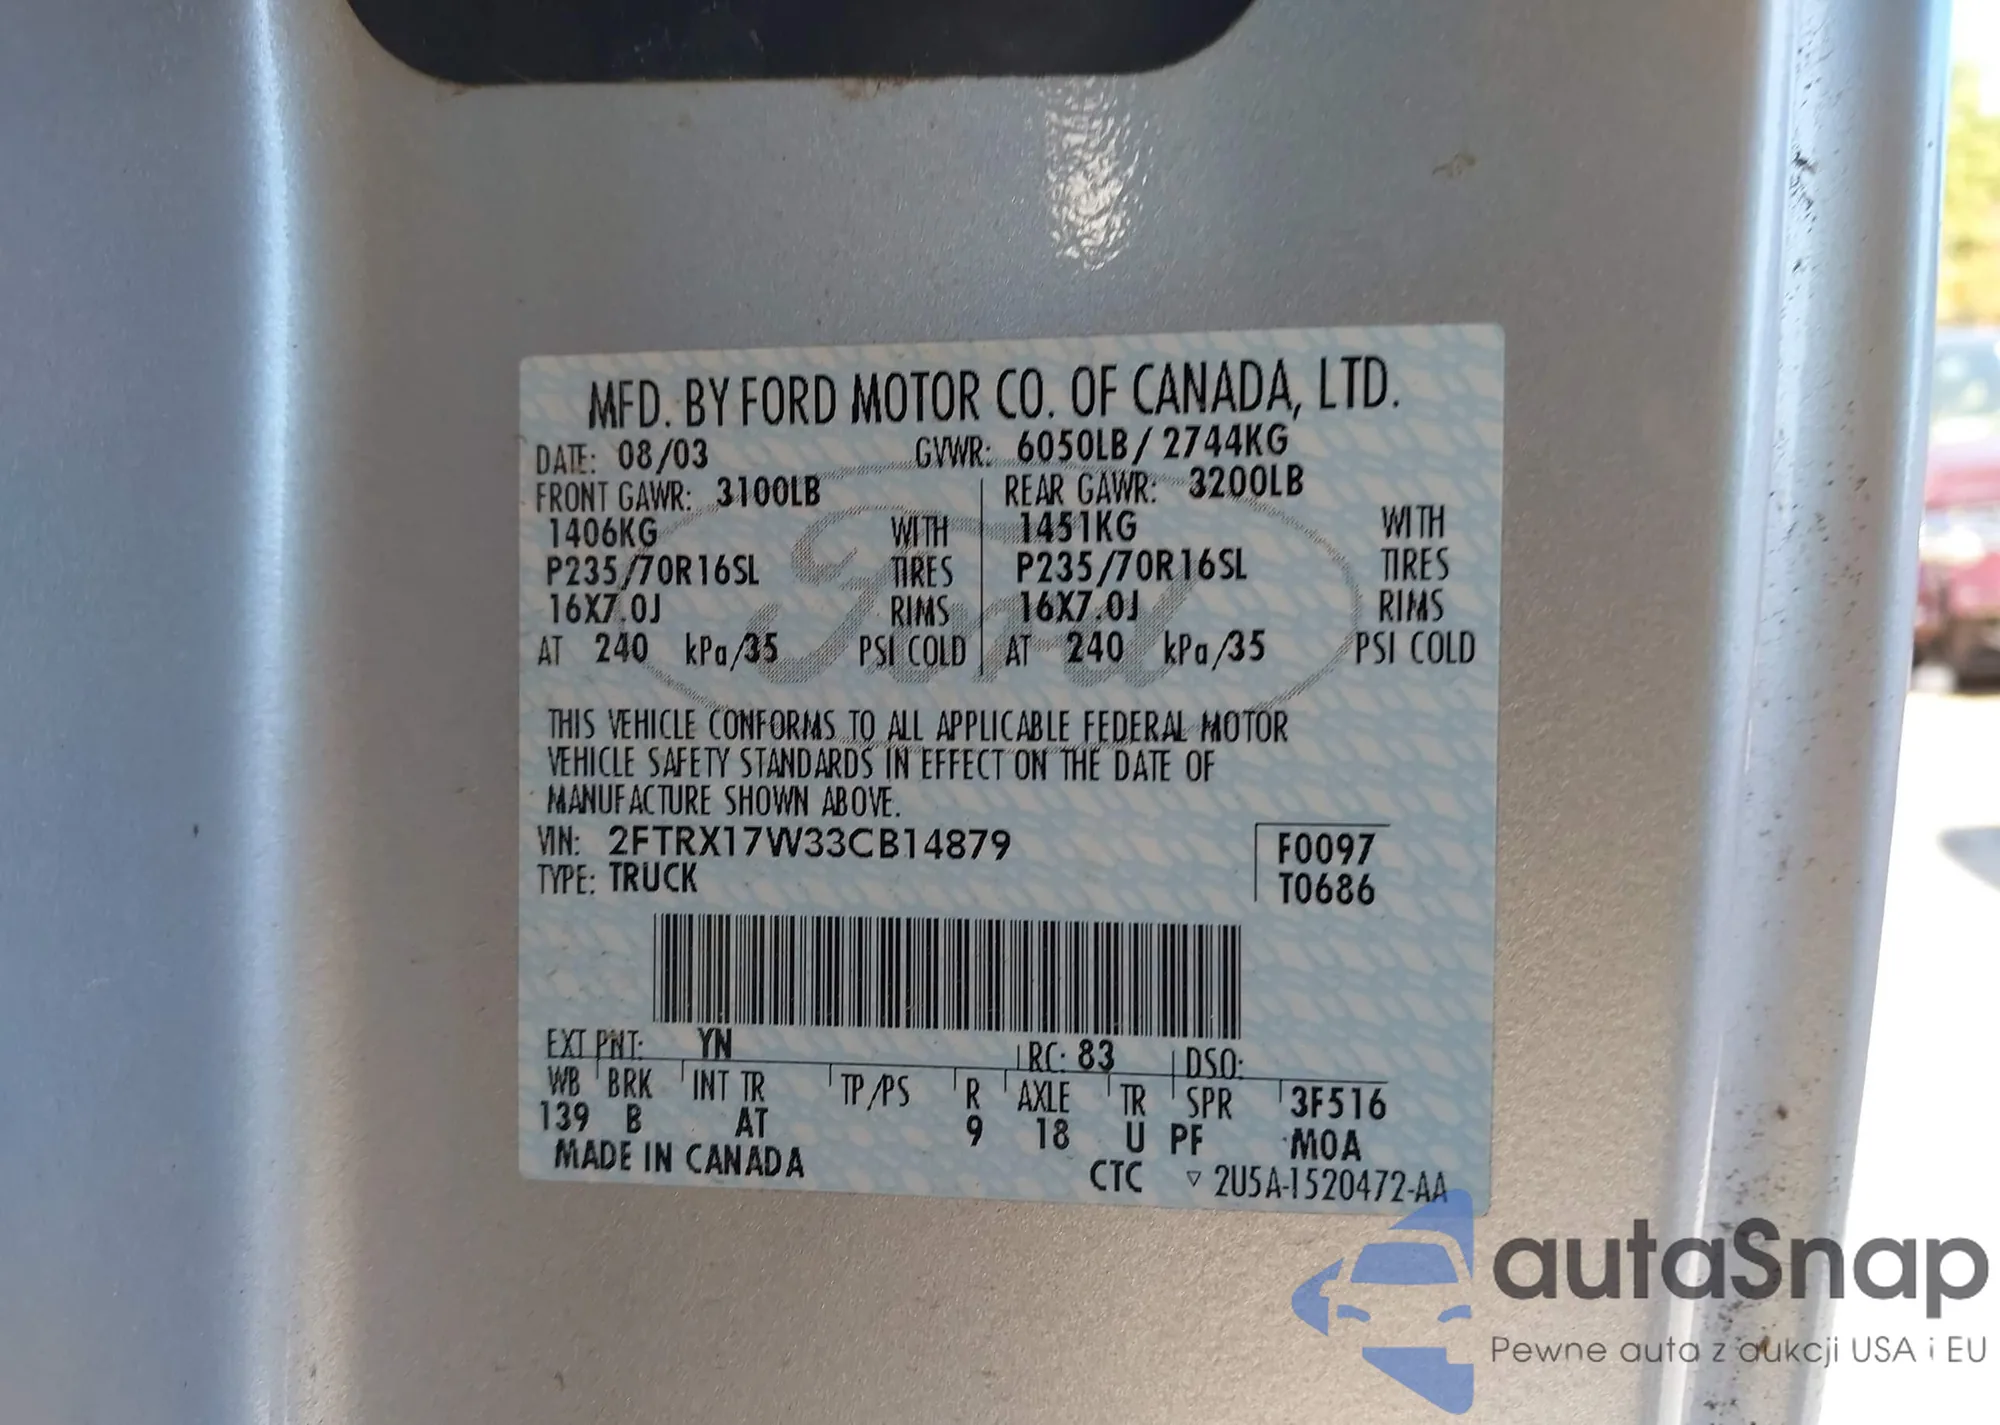 MFD. BY FORD MOTOR CO. OF CANADA, LTD.
DATE: 08/03 GVWR: 6050LB / 2744KG
FRONT GAWR: 3100LB REAR GAWR: 3200LB
1406KG WITH 1451KG WITH
P235/70R16SL TIRES P235/70R16SL TIRES
16X7.0J RIMS 16X7.0J RIMS
AT 240 kPa/35 PSI COLD AT 240 kPa/35 PSI COLD
Ford
THIS VEHICLE CONFORMS TO ALL APPLICABLE FEDERAL MOTOR
VEHICLE SAFETY STANDARDS IN EFFECT ON THE DATE OF
MANUFACTURE SHOWN ABOVE.
VIN: 2FTRX17W33CB14879 F0097
TYPE: TRUCK T0686
EXT PNT: YN RC: 83 DSO:
WB BRK INT TR TP/PS R AXLE TR SPR 3F516
139 B AT 9 18 U PF M0A
MADE IN CANADA CTC ▽ 2U5A-1520472-AA
autaSnap
Pewne auta z aukcji USA i EU